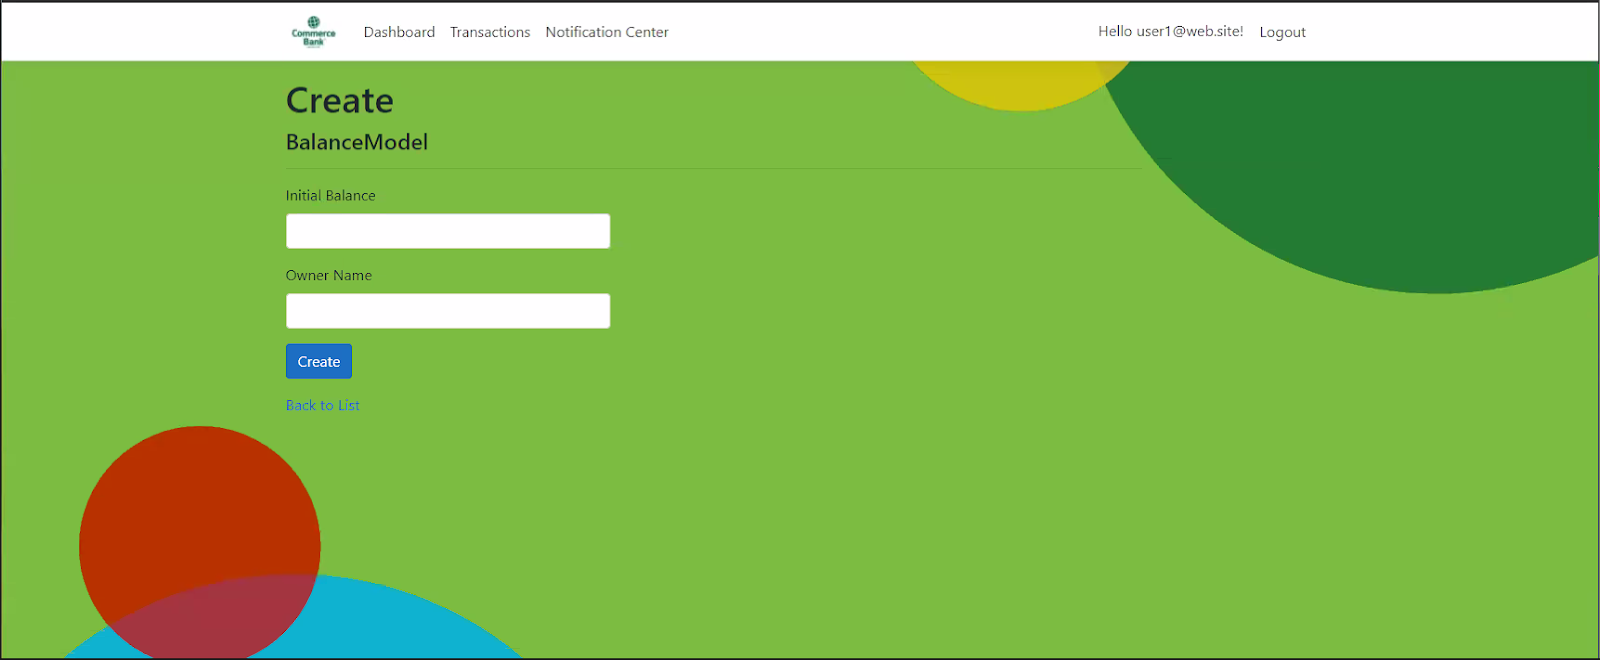 Commerce
Bank
Dashboard Transactions Notification Center Hello user1@web.site! Logout
Create
BalanceModel
Initial Balance
Owner Name
Create
Back to List